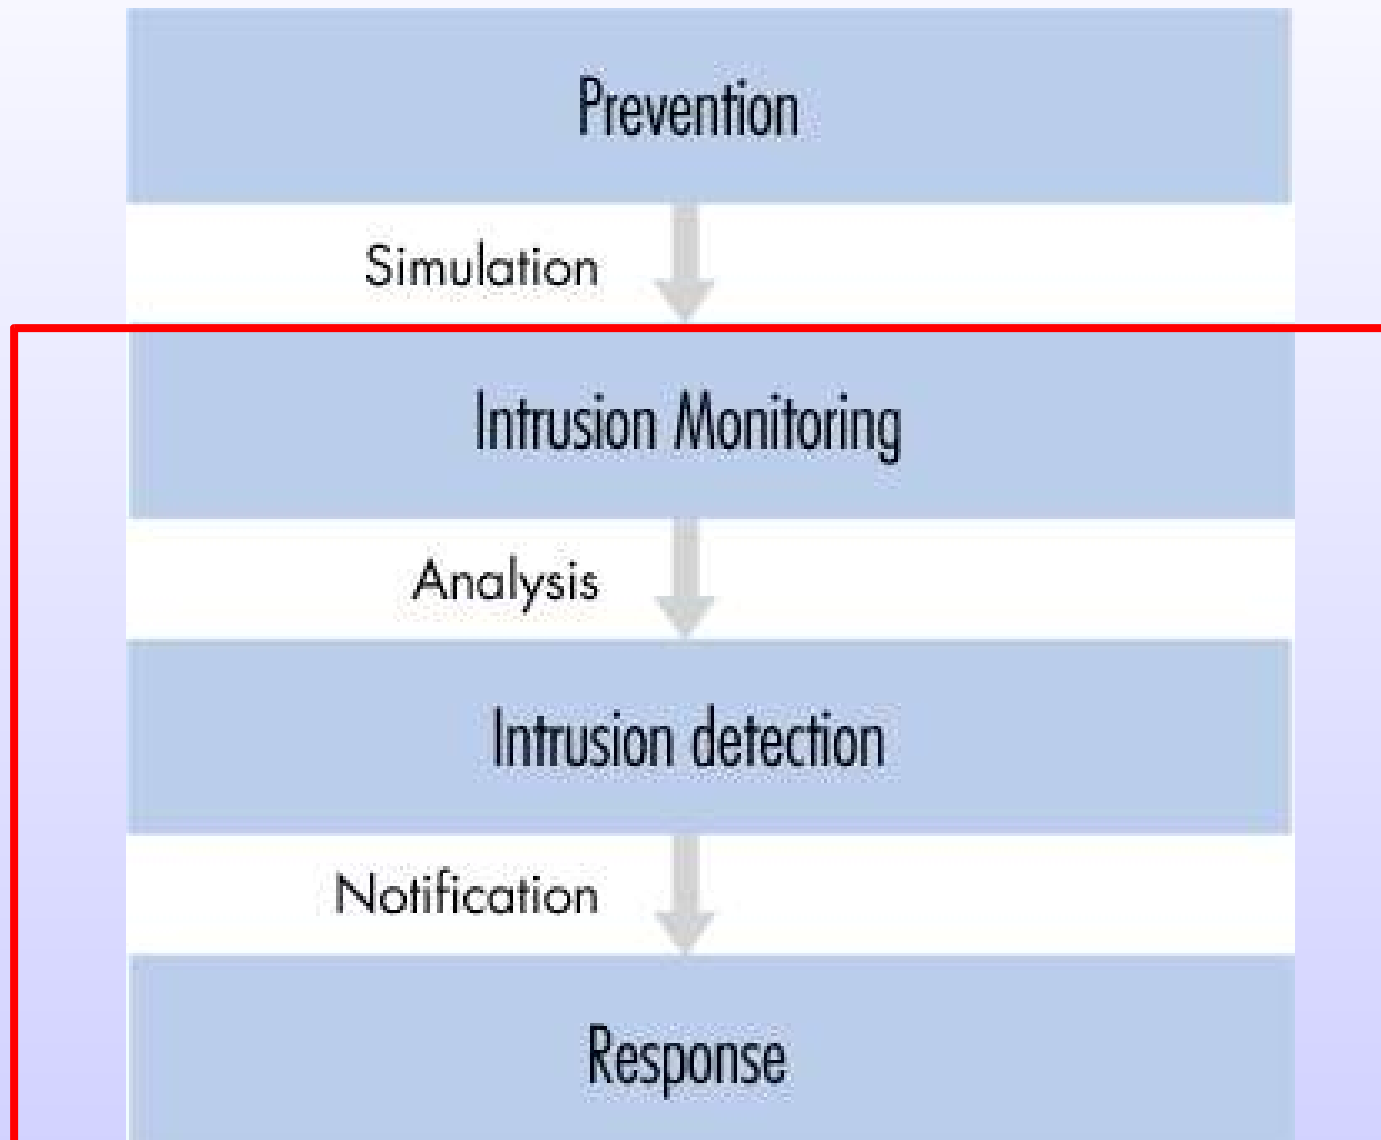 Prevention
Simulation
Intrusion Monitoring
Analysis
Intrusion detection
Notification
Response